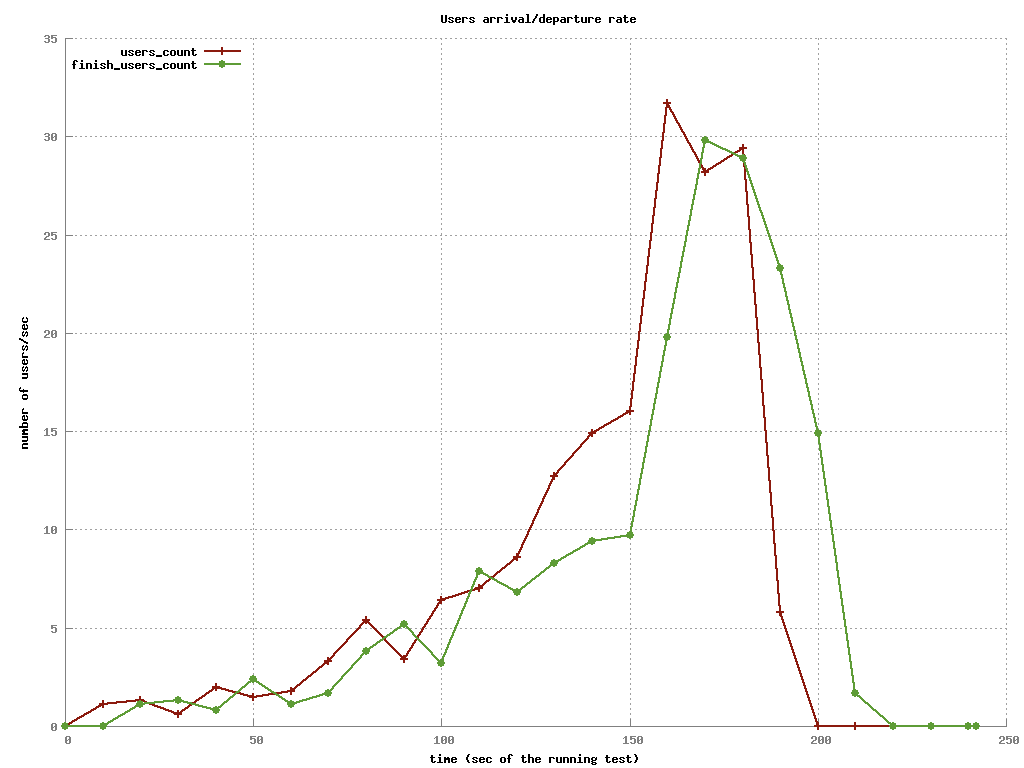 Users arrival/departure rate
35
users_count
finish_users_count
30
25
20
number of users/sec
15
10
5
0
0 50 100 150 200 250
time (sec of the running test)